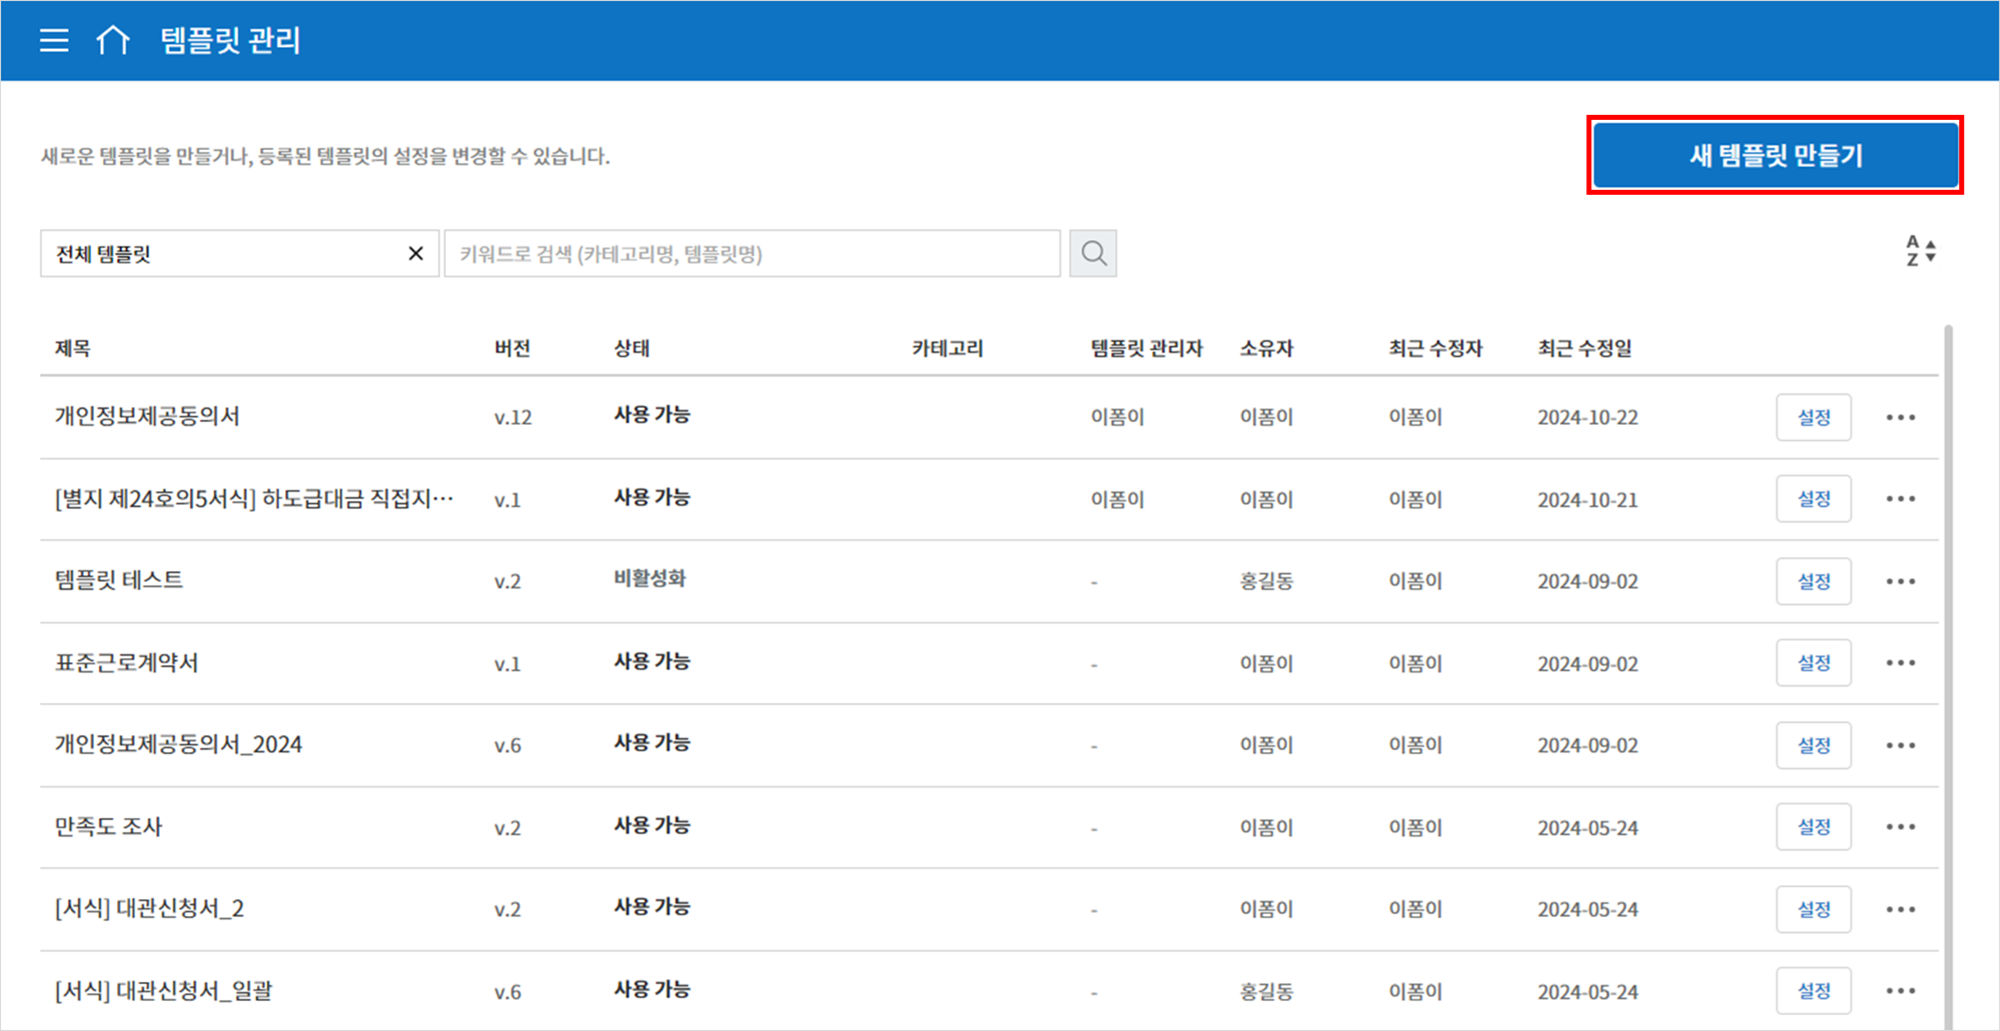 템플릿 관리
새로운 템플릿을 만들거나, 등록된 템플릿의 설정을 변경할 수 있습니다.
새 템플릿 만들기
전체 템플릿
키워드로 검색 (카테고리명, 템플릿명)
A
Z
제목 버전 상태 카테고리 템플릿 관리자 소유자 최근 수정자 최근 수정일
개인정보제공동의서 v.12 사용 가능 이폼이 이폼이 이폼이 2024-10-22 설정
[별지 제24호의5서식] 하도급대금 직접지··· v.1 사용 가능 이폼이 이폼이 이폼이 2024-10-21 설정
템플릿 테스트 v.2 비활성화 - 홍길동 이폼이 2024-09-02 설정
표준근로계약서 v.1 사용 가능 - 이폼이 이폼이 2024-09-02 설정
개인정보제공동의서_2024 v.6 사용 가능 - 이폼이 이폼이 2024-09-02 설정
만족도 조사 v.2 사용 가능 - 이폼이 이폼이 2024-05-24 설정
[서식] 대관신청서_2 v.2 사용 가능 - 이폼이 이폼이 2024-05-24 설정
[서식] 대관신청서_일괄 v.6 사용 가능 - 홍길동 이폼이 2024-05-24 설정